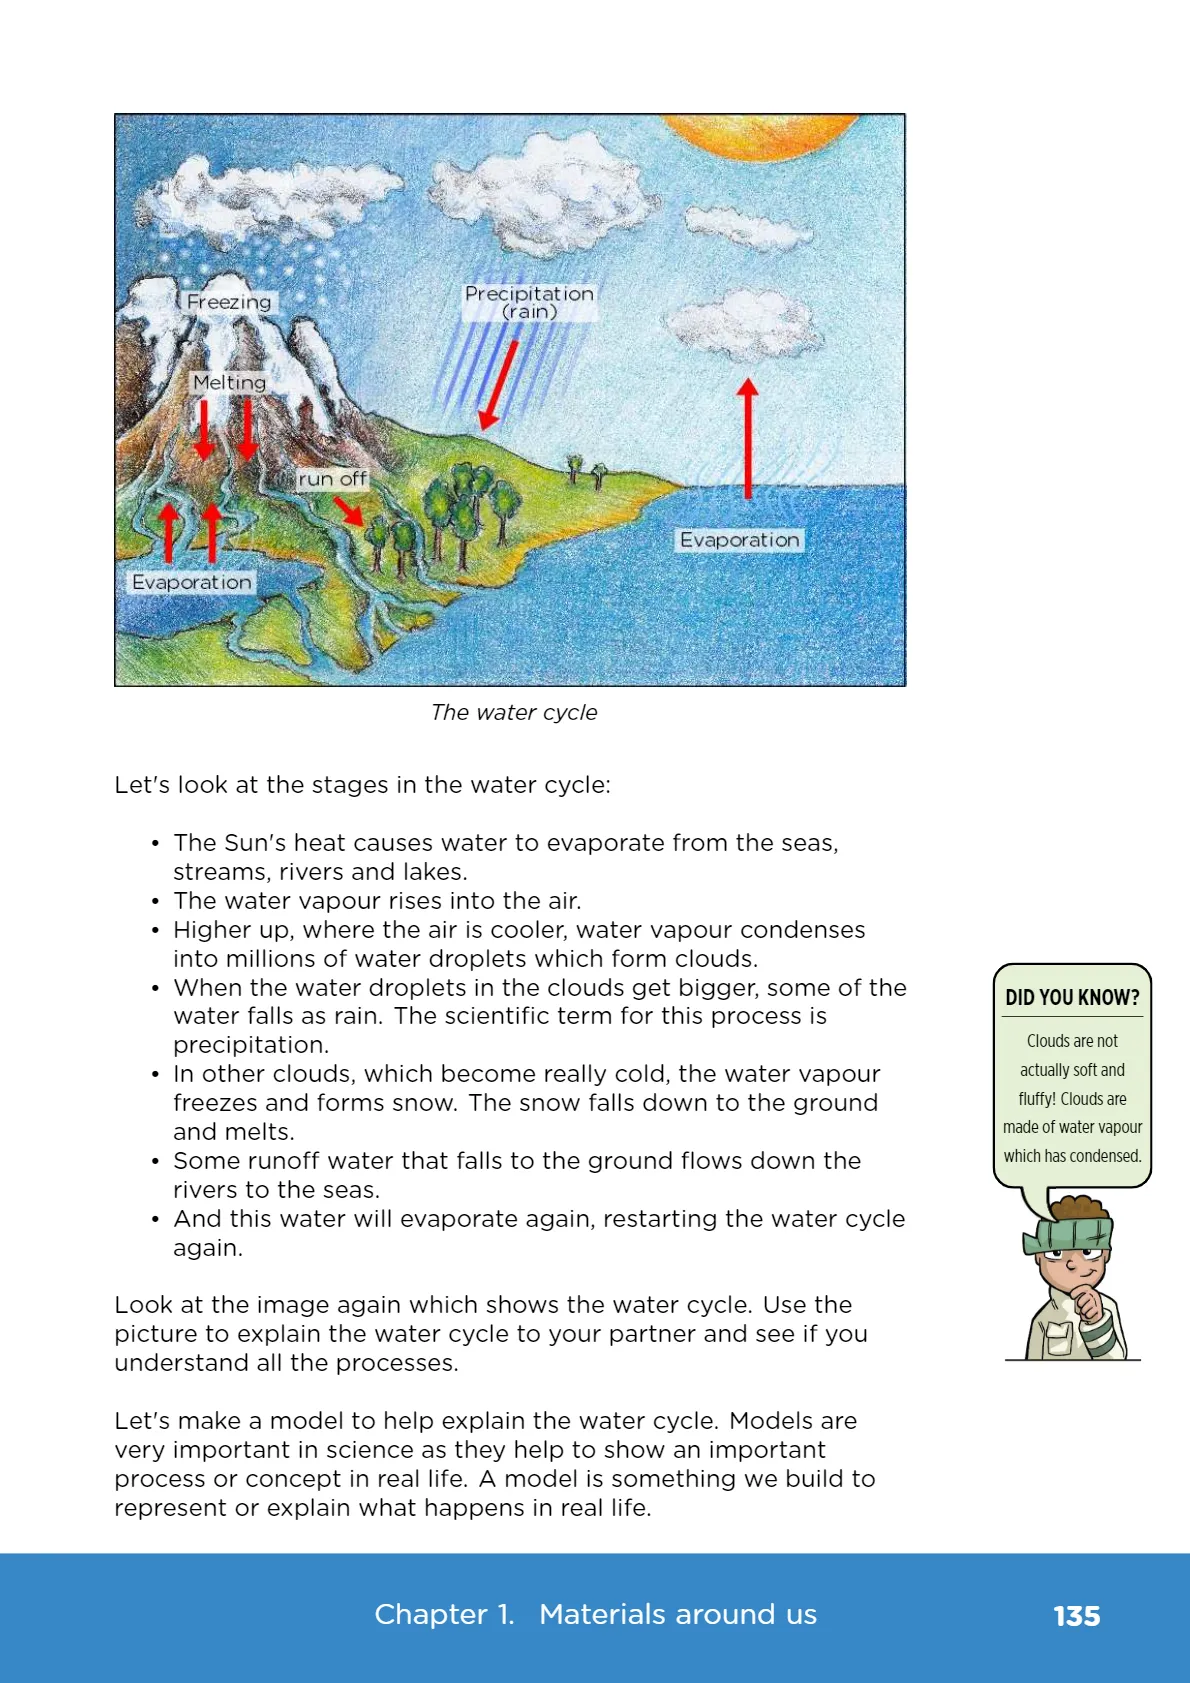 Freezing
Precipitation
(rain)
Melting
run off
Evaporation
Evaporation
The water cycle
Let's look at the stages in the water cycle:
• The Sun's heat causes water to evaporate from the seas,
streams, rivers and lakes.
• The water vapour rises into the air.
• Higher up, where the air is cooler, water vapour condenses
into millions of water droplets which form clouds.
• When the water droplets in the clouds get bigger, some of the
water falls as rain. The scientific term for this process is
precipitation.
• In other clouds, which become really cold, the water vapour
freezes and forms snow. The snow falls down to the ground
and melts.
• Some runoff water that falls to the ground flows down the
rivers to the seas.
• And this water will evaporate again, restarting the water cycle
again.
DID YOU KNOW?
Clouds are not
actually soft and
fluffy! Clouds are
made of water vapour
which has condensed.
Look at the image again which shows the water cycle. Use the
picture to explain the water cycle to your partner and see if you
understand all the processes.
Let's make a model to help explain the water cycle. Models are
very important in science as they help to show an important
process or concept in real life. A model is something we build to
represent or explain what happens in real life.
Chapter 1. Materials around us
135